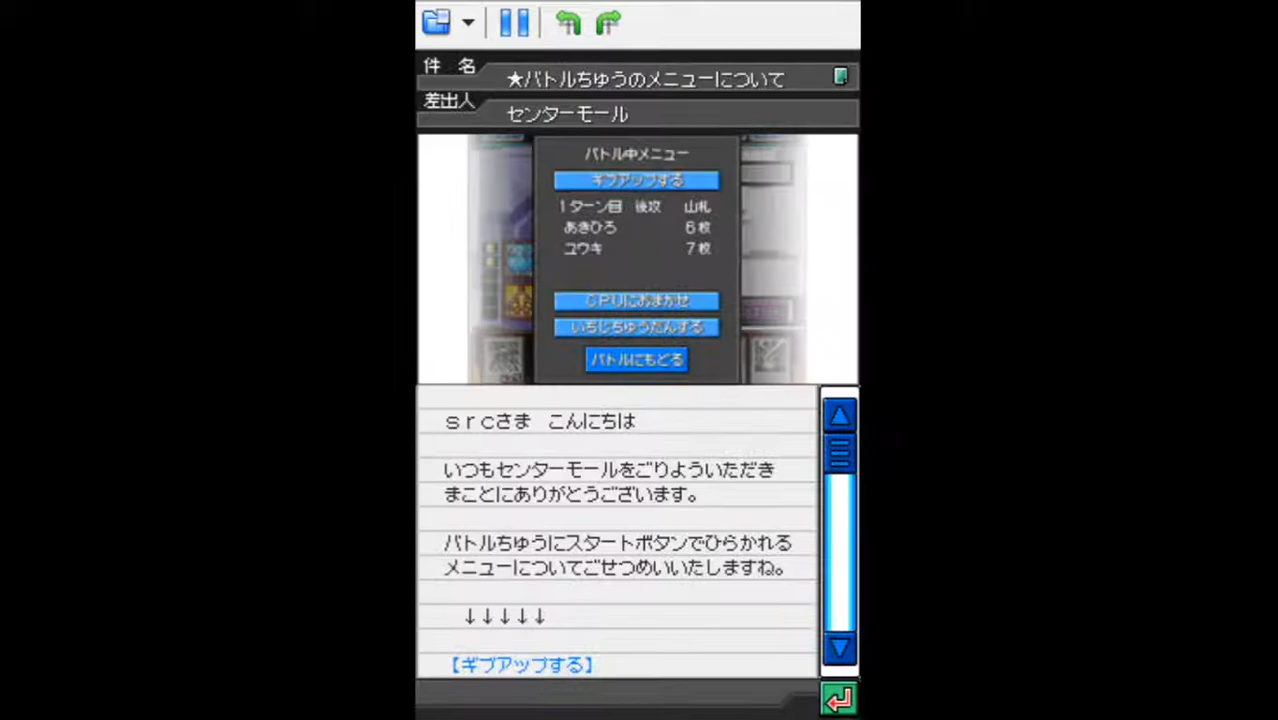 件 名
★バトルちゅうのメニューについて
差出人
センターモール
バトル中メニュー
ギブアップする
1ターン目 後攻 山札
あきひろ 6枚
ユウキ 7枚
CPUにおまかせ
いちじちゅうだんする
バトルにもどる
srcさま こんにちは
いつもセンターモールをごりよういただき
まことにありがとうございます。
バトルちゅうにスタートボタンでひらかれる
メニューについてごせつめいいたしますね。
↓↓↓↓↓
【ギブアップする】